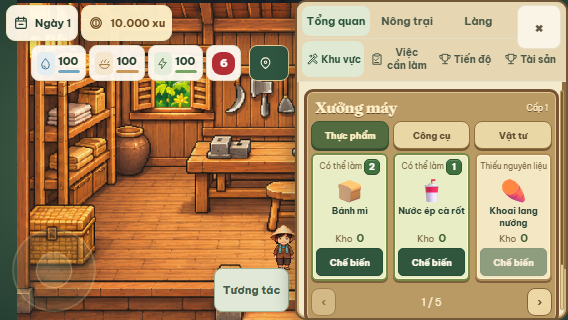 Ngày 1
10.000 xu
100
100
100
6
Tổng quan
Nông trại
Làng
Khu vực
Việc cần làm
Tiến độ
Tài sản
Xưởng máy
Cấp 1
Thực phẩm
Công cụ
Vật tư
Có thể làm 2
Bánh mì
Kho 0
Chế biến
Có thể làm 1
Nước ép cà rốt
Kho 0
Chế biến
Thiếu nguyên liệu
Khoai lang
nướng
Kho 0
Chế biến
1 / 5
Tương tác